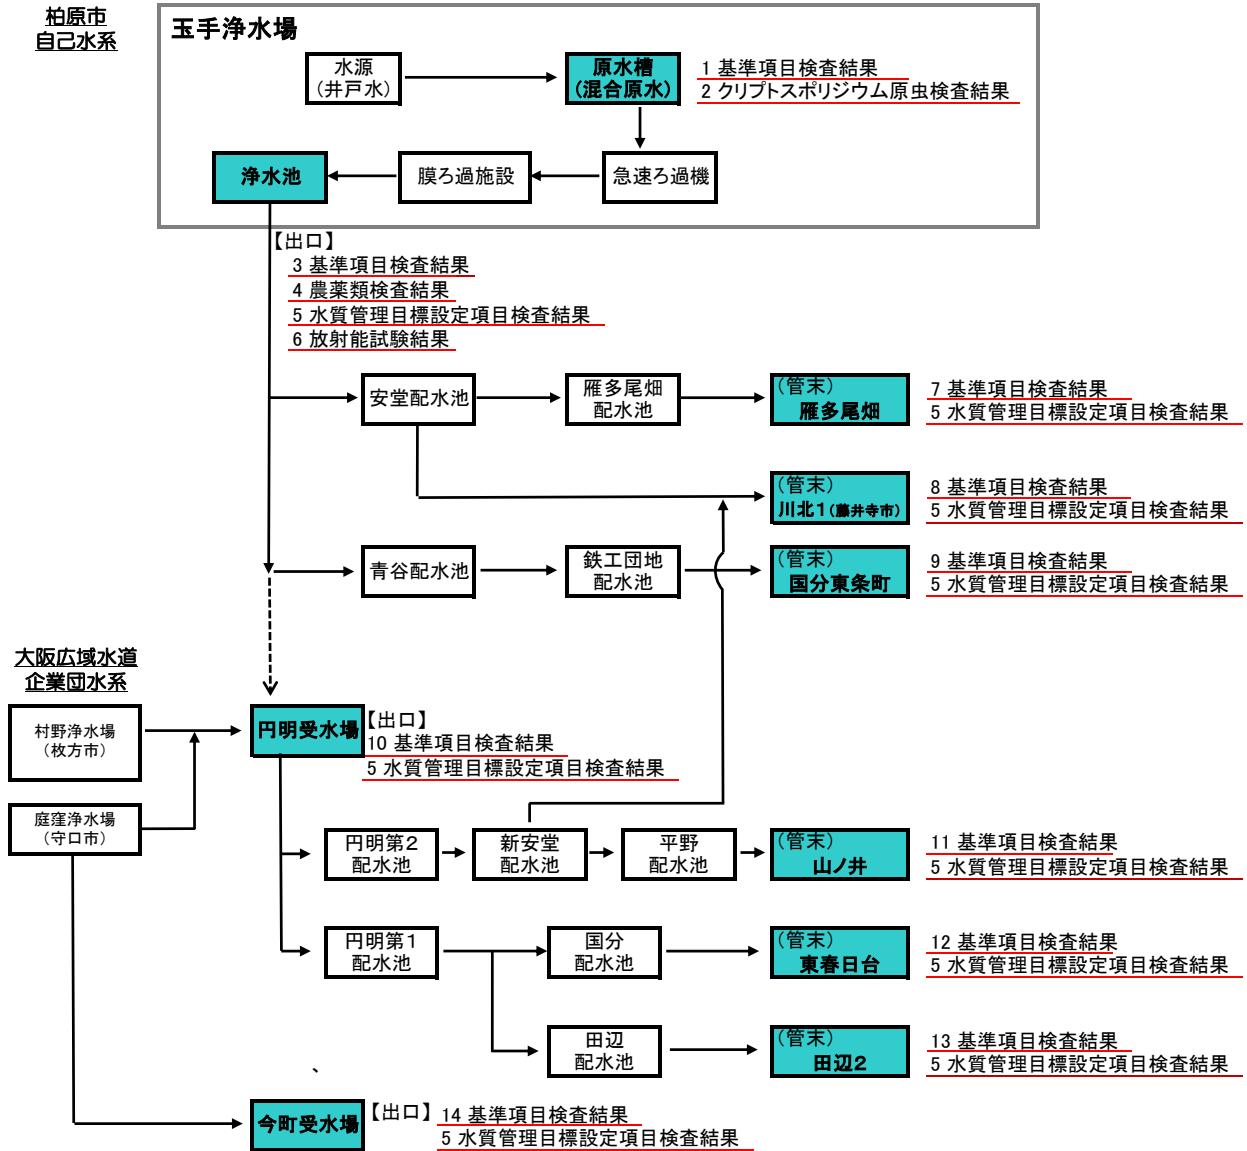 柏原市
自己水系
玉手浄水場
水源
(井戸水)
原水槽
(混合原水)
1 基準項目検査結果
2 クリプトスポリジウム原虫検査結果
浄水池
膜ろ過施設
急速ろ過機
【出口】
3 基準項目検査結果
4 農薬類検査結果
5 水質管理目標設定項目検査結果
6 放射能試験結果
安堂配水池
雁多尾畑
配水池
(管末)
雁多尾畑
7 基準項目検査結果
5 水質管理目標設定項目検査結果
(管末)
川北1(藤井寺市)
8 基準項目検査結果
5 水質管理目標設定項目検査結果
青谷配水池
鉄工団地
配水池
(管末)
国分東条町
9 基準項目検査結果
5 水質管理目標設定項目検査結果
大阪広域水道
企業団水系
村野浄水場
(枚方市)
円明受水場
【出口】
10 基準項目検査結果
5 水質管理目標設定項目検査結果
庭窪浄水場
(守口市)
円明第2
配水池
新安堂
配水池
平野
配水池
(管末)
山ノ井
11 基準項目検査結果
5 水質管理目標設定項目検査結果
円明第1
配水池
国分
配水池
(管末)
東春日台
12 基準項目検査結果
5 水質管理目標設定項目検査結果
田辺
配水池
(管末)
田辺2
13 基準項目検査結果
5 水質管理目標設定項目検査結果
、
今町受水場
【出口】
14 基準項目検査結果
5 水質管理目標設定項目検査結果